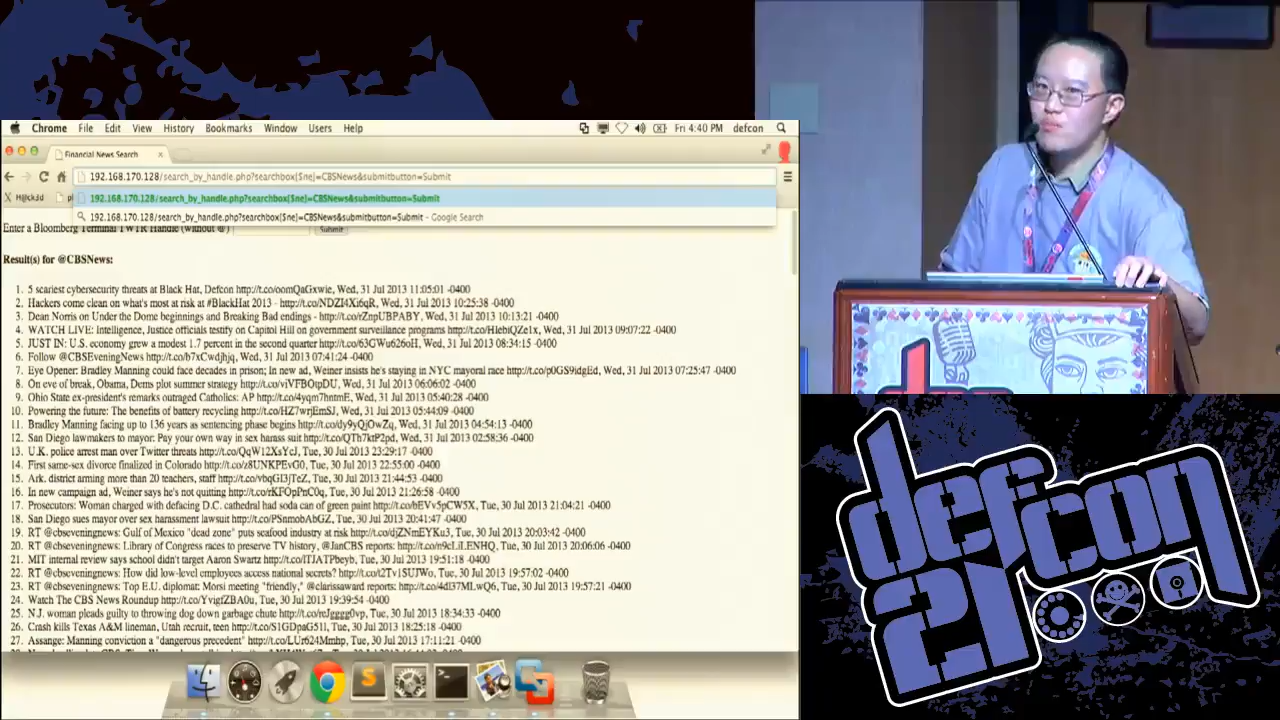 Chrome File Edit View History Bookmarks Window Users Help Fri 4:40 PM defcon
Financial News Search
192.168.170.128/search_by_handle.php?searchbox[$ne]=CBSNews&submitbutton=Submit
192.168.170.128/search_by_handle.php?searchbox[$ne]=CBSNews&submitbutton=Submit
192.168.170.128/search_by_handle.php?searchbox[$ne]=CBSNews&submitbutton=Submit - Google Search
Enter a Bloomberg Terminal TWTR Handle (without @) Submit
Result(s) for @CBSNews:
1. 5 scariest cybersecurity threats at Black Hat, Defcon http://t.co/oomQaGxwie, Wed, 31 Jul 2013 11:05:01 -0400
2. Hackers come clean on what's most at risk at #BlackHat 2013 - http://t.co/NDZI4Xi6qR, Wed, 31 Jul 2013 10:25:38 -0400
3. Dean Norris on Under the Dome beginnings and Breaking Bad endings - http://t.co/rZnpUBPABY, Wed, 31 Jul 2013 10:13:21 -0400
4. WATCH LIVE: Intelligence, Justice officials testify on Capitol Hill on government surveillance programs http://t.co/HlebiQZe1x, Wed, 31 Jul 2013 09:07:22 -0400
5. JUST IN: U.S. economy grew a modest 1.7 percent in the second quarter http://t.co/63GWu626oH, Wed, 31 Jul 2013 08:34:15 -0400
6. Follow @CBSEveningNews http://t.co/b7xCwdjhjq, Wed, 31 Jul 2013 07:41:24 -0400
7. Eye Opener: Bradley Manning could face decades in prison; In new ad, Weiner insists he's staying in NYC mayoral race http://t.co/p0GS9idgEd, Wed, 31 Jul 2013 07:25:47 -0400
8. On eve of break, Obama, Dems plot summer strategy http://t.co/viVFBOtpDU, Wed, 31 Jul 2013 06:06:02 -0400
9. Ohio State ex-president's remarks outraged Catholics: AP http://t.co/4yqm7hntmE, Wed, 31 Jul 2013 05:40:28 -0400
10. Powering the future: The benefits of battery recycling http://t.co/HZ7wrjEmSJ, Wed, 31 Jul 2013 05:44:09 -0400
11. Bradley Manning facing up to 136 years as sentencing phase begins http://t.co/dy9yQjOwZq, Wed, 31 Jul 2013 04:54:13 -0400
12. San Diego lawmakers to mayor: Pay your own way in sex harass suit http://t.co/QTh7ktP2pd, Wed, 31 Jul 2013 02:58:36 -0400
13. U.K. police arrest man over Twitter threats http://t.co/QqW12XsYcJ, Tue, 30 Jul 2013 23:29:17 -0400
14. First same-sex divorce finalized in Colorado http://t.co/z8UNKPEvG0, Tue, 30 Jul 2013 22:55:00 -0400
15. Ark. district arming more than 20 teachers, staff http://t.co/vbqGI3jTeZ, Tue, 30 Jul 2013 21:44:53 -0400
16. In new campaign ad, Weiner says he's not quitting http://t.co/rKFOpPnC0q, Tue, 30 Jul 2013 21:26:58 -0400
17. Prosecutors: Woman charged with defacing D.C. cathedral had soda can of green paint http://t.co/bEVv5pCW5X, Tue, 30 Jul 2013 21:04:21 -0400
18. San Diego sues mayor over sex harassment lawsuit http://t.co/PSnmobAbGZ, Tue, 30 Jul 2013 20:41:47 -0400
19. RT @cbseveningnews: Gulf of Mexico "dead zone" puts seafood industry at risk http://t.co/djZNmEYKu3, Tue, 30 Jul 2013 20:03:42 -0400
20. RT @cbseveningnews: Library of Congress races to preserve TV history, @JanCBS reports: http://t.co/n9cLiLENHQ, Tue, 30 Jul 2013 20:06:06 -0400
21. MIT internal review says school didn't target Aaron Swartz http://t.co/lTJATPbeyb, Tue, 30 Jul 2013 19:51:18 -0400
22. RT @cbseveningnews: How did low-level employees access national secrets? http://t.co/t2Tv1SUJWo, Tue, 30 Jul 2013 19:57:02 -0400
23. RT @cbseveningnews: Top E.U. diplomat: Morsi meeting "friendly," @clarissaward reports: http://t.co/4dl37MLwQ6, Tue, 30 Jul 2013 19:57:21 -0400
24. Watch The CBS News Roundup http://t.co/YvigfZBA0u, Tue, 30 Jul 2013 19:39:54 -0400
25. N.J. woman pleads guilty to throwing dog down garbage chute http://t.co/eJgggg0vp, Tue, 30 Jul 2013 18:34:33 -0400
26. Crash kills Texas A&M lineman, Utah recruit, teen http://t.co/S1GDpaG51l, Tue, 30 Jul 2013 18:25:18 -0400
27. Assange: Manning conviction a "dangerous precedent" http://t.co/LUr624Mmhp, Tue, 30 Jul 2013 17:11:21 -0400
defcon
21